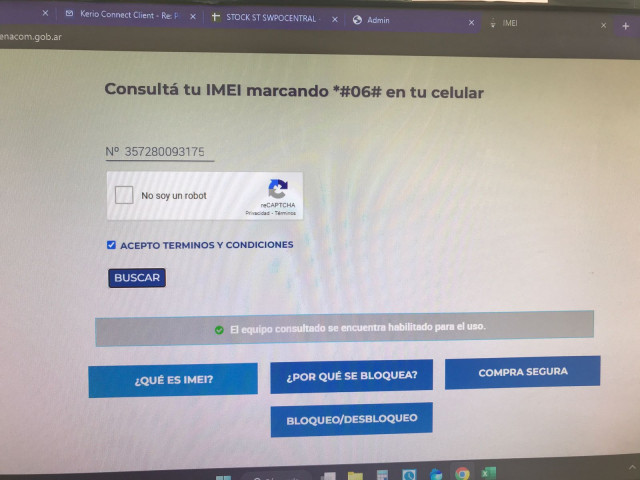 Kerio Connect Client - Re: P
STOCK ST SWPOCENTRAL
Admin
IMEI
enacom.gob.ar
Consultá tu IMEI marcando *#06# en tu celular
Nº 357280093175
No soy un robot
reCAPTCHA
Privacidad - Términos
ACEPTO TERMINOS Y CONDICIONES
BUSCAR
El equipo consultado se encuentra habilitado para el uso.
¿QUÉ ES IMEI?
¿POR QUÉ SE BLOQUEA?
COMPRA SEGURA
BLOQUEO/DESBLOQUEO